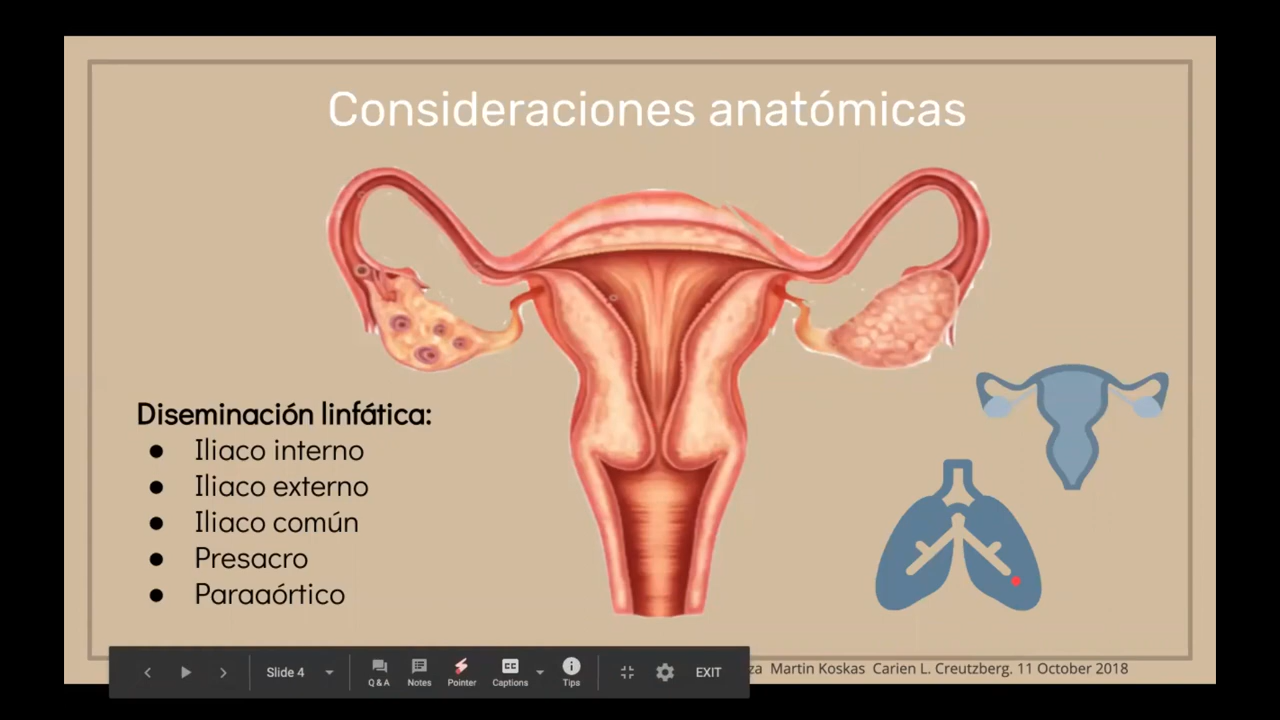 Consideraciones anatómicas
Diseminación linfática:
● Iliaco interno
● Iliaco externo
● Iliaco común
● Presacro
● Paraaórtico
Slide 4
Q & A
Notes
Pointer
CC
Captions
Tips
EXIT
Martin Koskas Carien L. Creutzberg. 11 October 2018